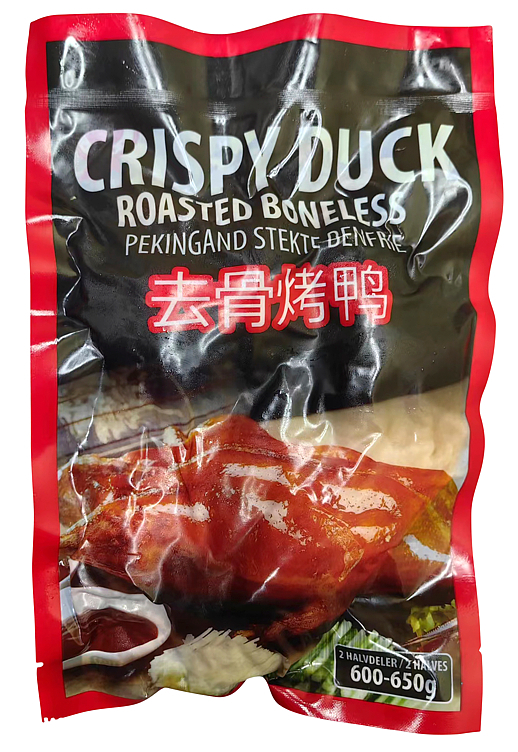 CRISPY DUCK
ROASTED BONELESS
PEKINGAND STEKTE BENFRIE
去骨烤鸭
2 HALVDELER / 2 HALVES
600-650g